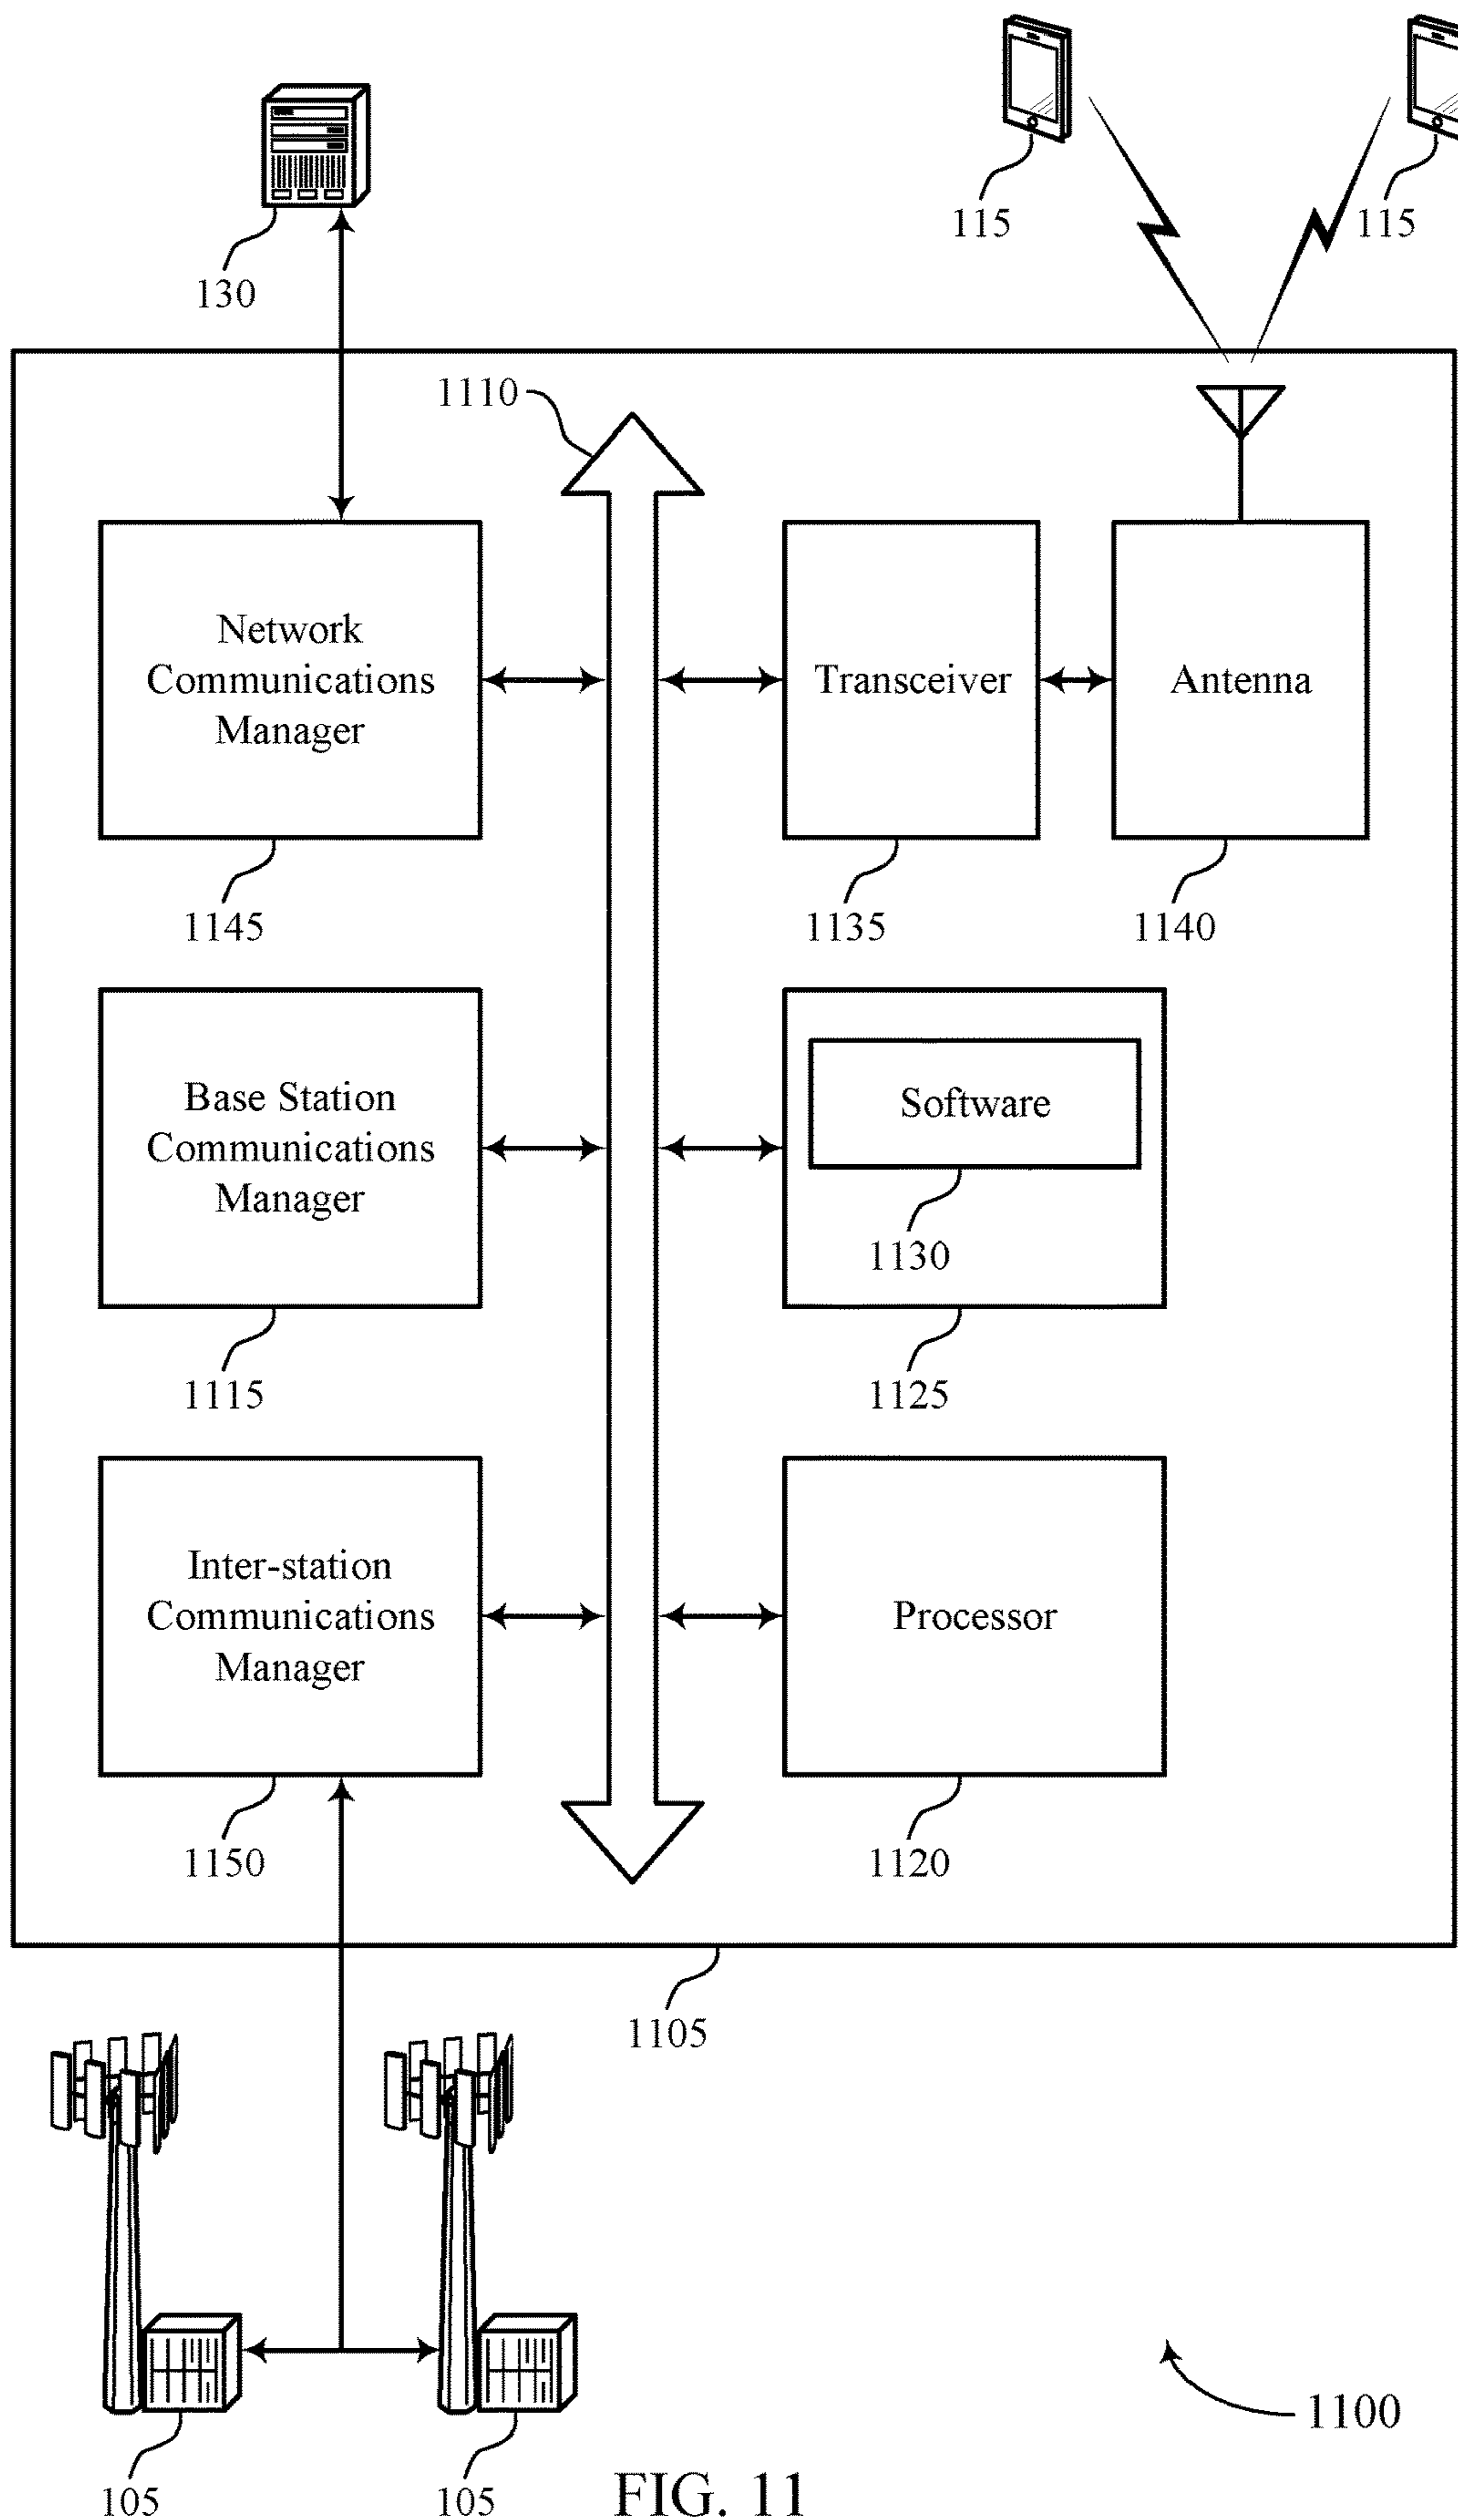 115
115
130
1110
Network
Communications
Manager
Transceiver
Antenna
1145
1135
1140
Base Station
Communications
Manager
Software
1130
1115
1125
Inter-station
Communications
Manager
Processor
1150
1120
1105
1100
105
105
FIG. 11